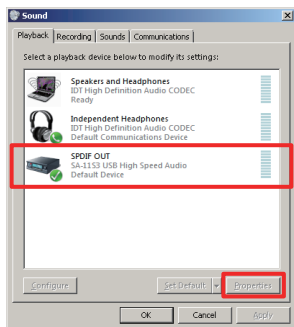 Sound
Playback Recording Sounds Communications
Select a playback device below to modify its settings:
Speakers and Headphones
IDT High Definition Audio CODEC
Ready
Independent Headphones
IDT High Definition Audio CODEC
Default Communications Device
SPDIF OUT
SA-11S3 USB High Speed Audio
Default Device
Configure Set Default Properties
OK Cancel Apply